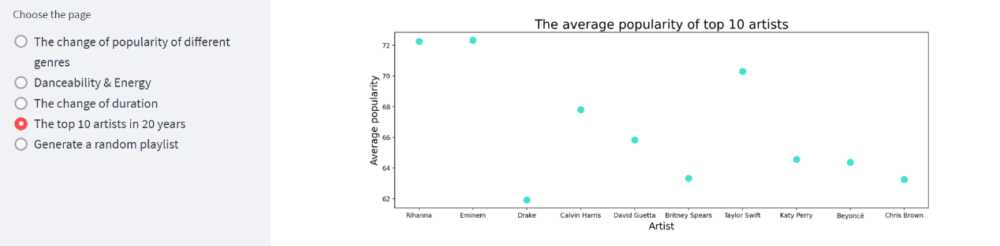 Choose the page
The change of popularity of different
genres
Danceability & Energy
The change of duration
The top 10 artists in 20 years
Generate a random playlist
The average popularity of top 10 artists
72
70
68
66
64
62
Average popularity
Rihanna Eminem Drake Calvin Harris David Guetta Britney Spears Taylor Swift Katy Perry Beyoncé Chris Brown
Artist